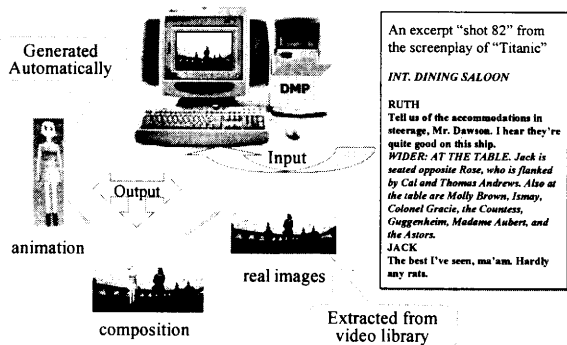 Generated
Automatically
DMP
Input
Output
animation
real images
composition
Extracted from
video library
An excerpt “shot 82” from
the screenplay of “Titanic”
INT. DINING SALOON
RUTH
Tell us of the accommodations in
steerage, Mr. Dawson. I hear they're
quite good on this ship.
WIDER: AT THE TABLE. Jack is
seated opposite Rose, who is flanked
by Cal and Thomas Andrews. Also at
the table are Molly Brown, Ismay,
Colonel Gracie, the Countess,
Guggenheim, Madame Aubert, and
the Astors.
JACK
The best I've seen, ma'am. Hardly
any rats.